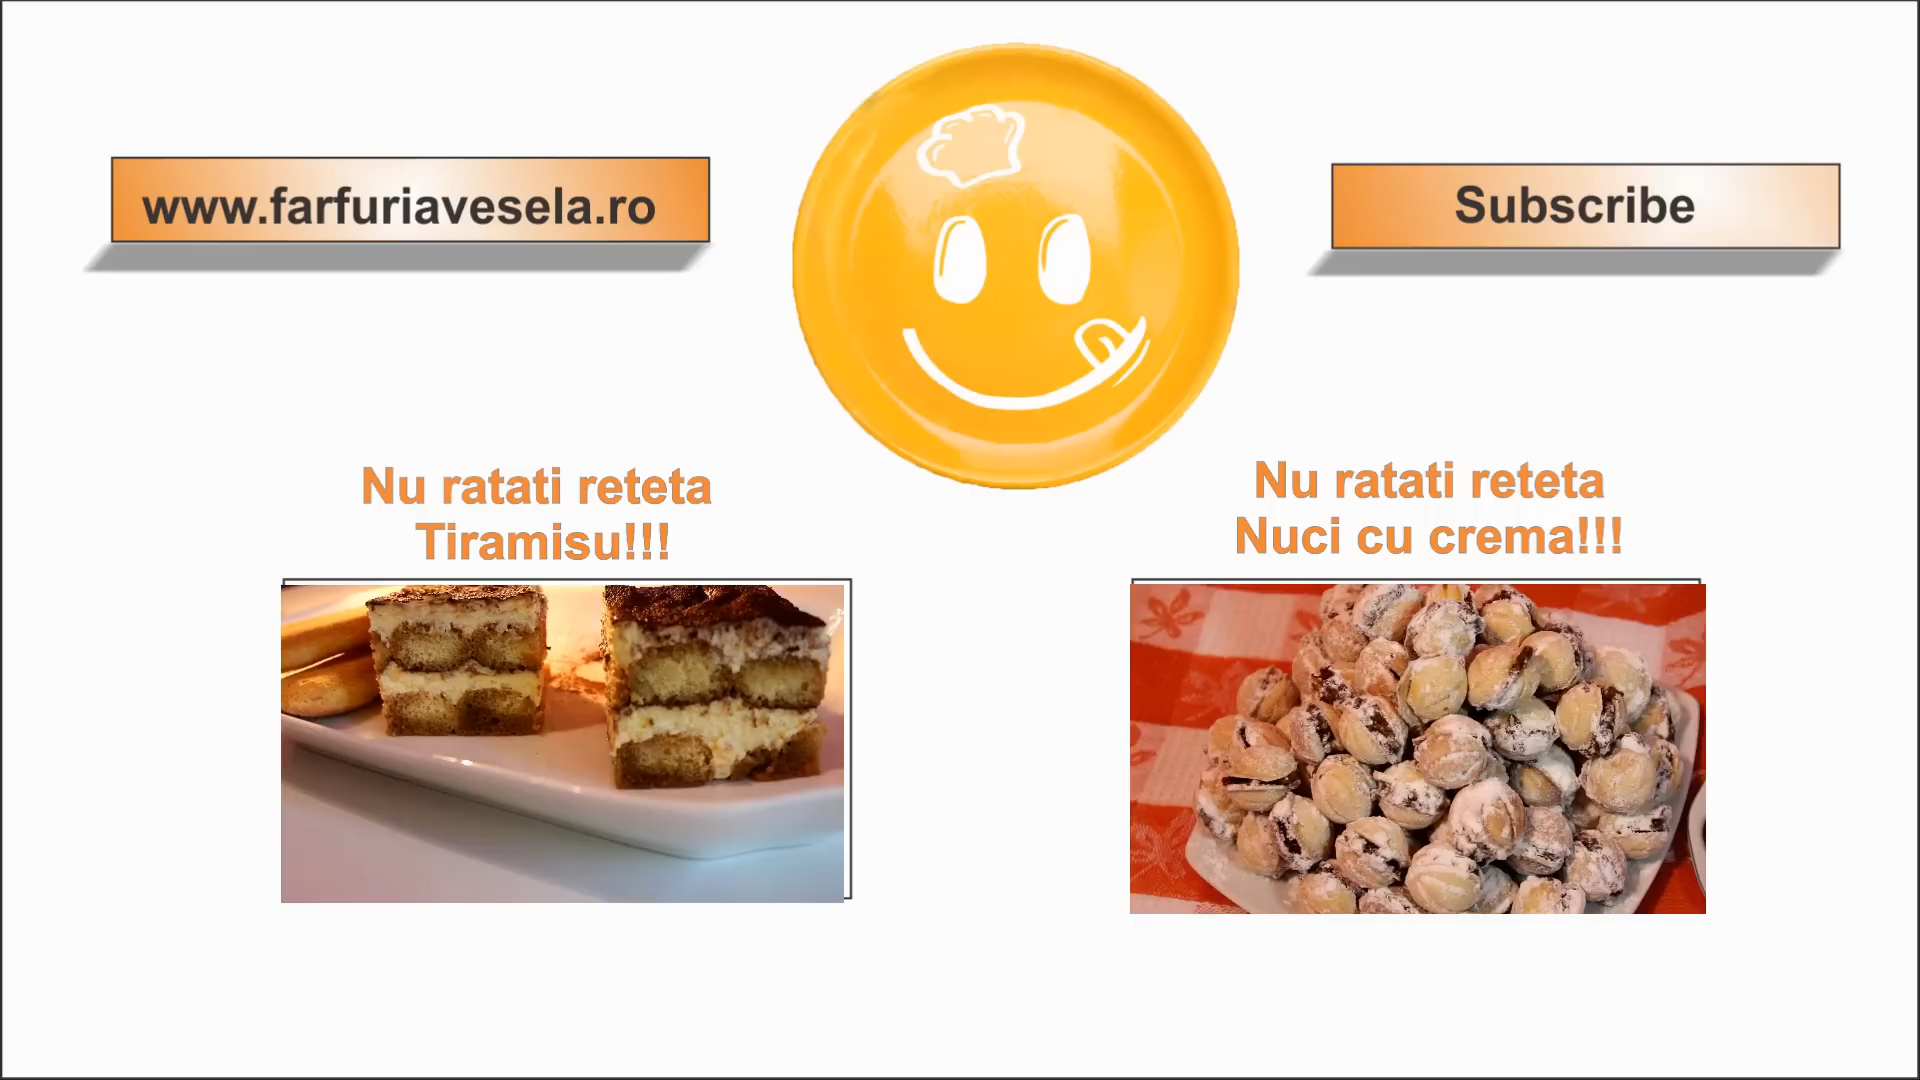 www.farfuriavesela.ro
Subscribe
Nu ratati reteta
Tiramisu!!!
Nu ratati reteta
Nuci cu crema!!!